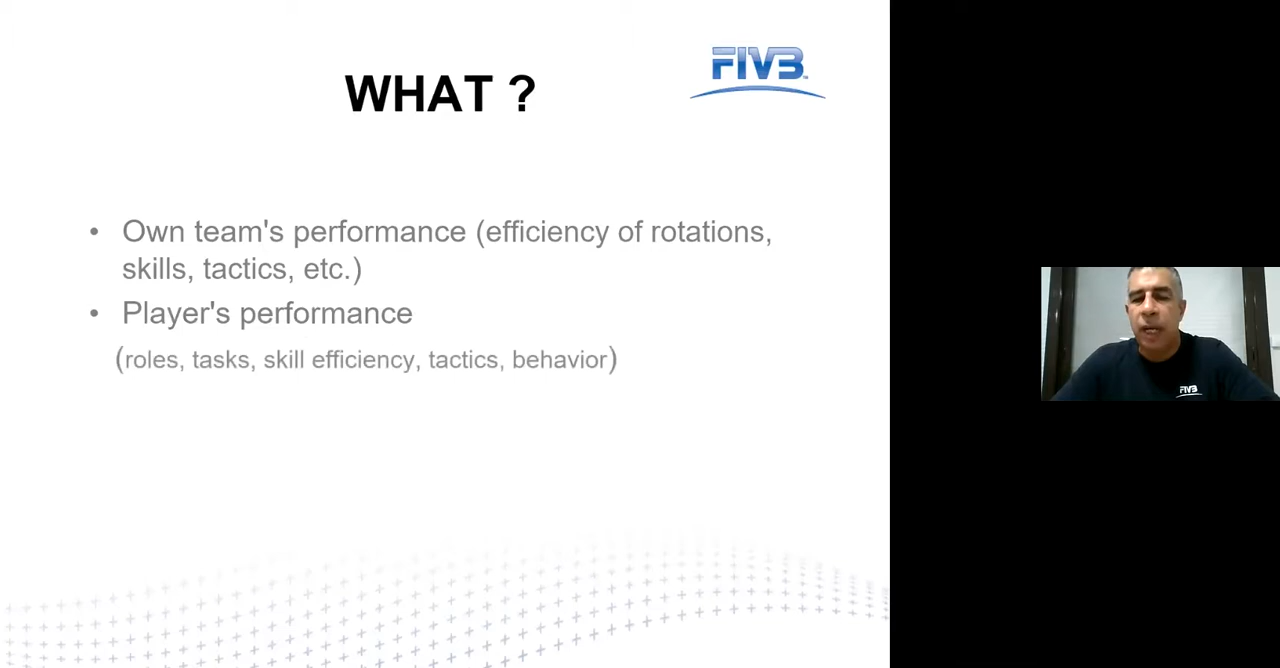 FIVB
WHAT ?
• Own team's performance (efficiency of rotations,
skills, tactics, etc.)
• Player's performance
(roles, tasks, skill efficiency, tactics, behavior)
FIVB